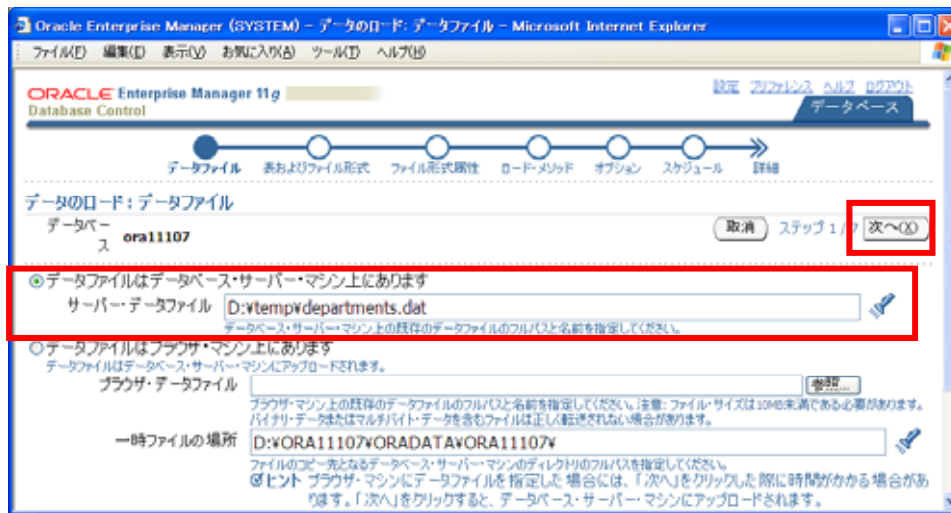 Oracle Enterprise Manager (SYSTEM) - データのロード: データファイル - Microsoft Internet Explorer
ファイル(F) 編集(E) 表示(V) お気に入り(A) ツール(T) ヘルプ(H)
ORACLE Enterprise Manager 11g
Database Control
設定 プリファレンス ヘルプ ログアウト
データベース
データファイル 表およびファイル形式 ファイル形式属性 ロード・メソッド オプション スケジュール 詳細
データのロード: データファイル
データベース ora11107
取消 ステップ 1 / 7 次へ(X)
データファイルはデータベース・サーバー・マシン上にあります
サーバー・データファイル D:¥temp¥departments.dat
データベース・サーバー・マシン上の既存のデータファイルのフルパスと名前を指定してください。
データファイルはブラウザ・マシン上にあります
データファイルはデータベース・サーバー・マシンにアップロードされます。
ブラウザ・データファイル 参照...
ブラウザ・マシン上の既存のデータファイルのフルパスと名前を指定してください。注意: ファイル・サイズは10MB未満である必要があります。
バイナリ・データまたはマルチバイト・データを含むファイルは正しく転送されない場合があります。
一時ファイルの場所 D:¥ORA11107¥ORADATA¥ORA11107¥
ファイルのコピー先となるデータベース・サーバー・マシンのディレクトリのフルパスを指定してください。
ヒント ブラウザ・マシンにデータファイルを指定した場合には、「次へ」をクリックした際に時間がかかる場合があ
ります。「次へ」をクリックすると、データベース・サーバー・マシンにアップロードされます。